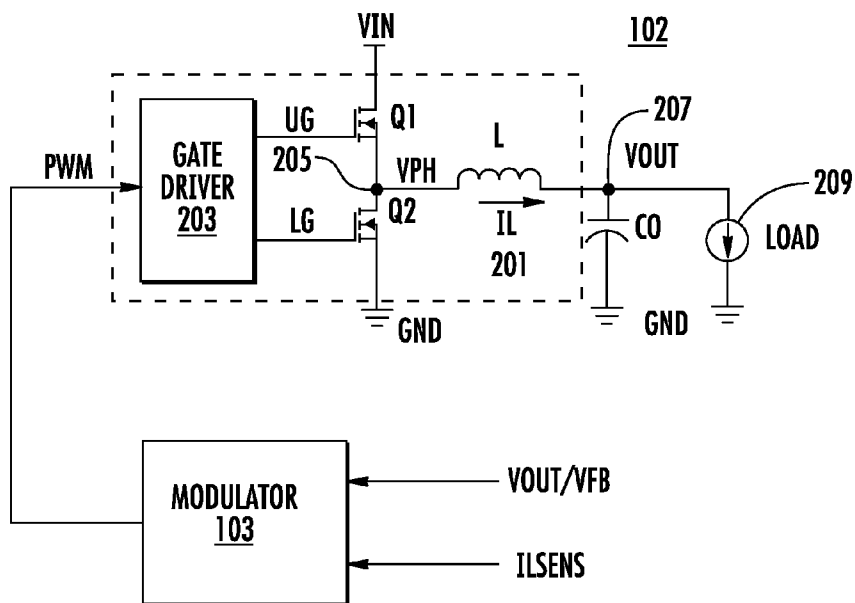 VIN
102
UG
Q1
207
L
VOUT
PWM
GATE
DRIVER
203
205
VPH
209
LG
Q2
IL
CO
LOAD
201
GND
GND
MODULATOR
103
VOUT/VFB
ILSENS